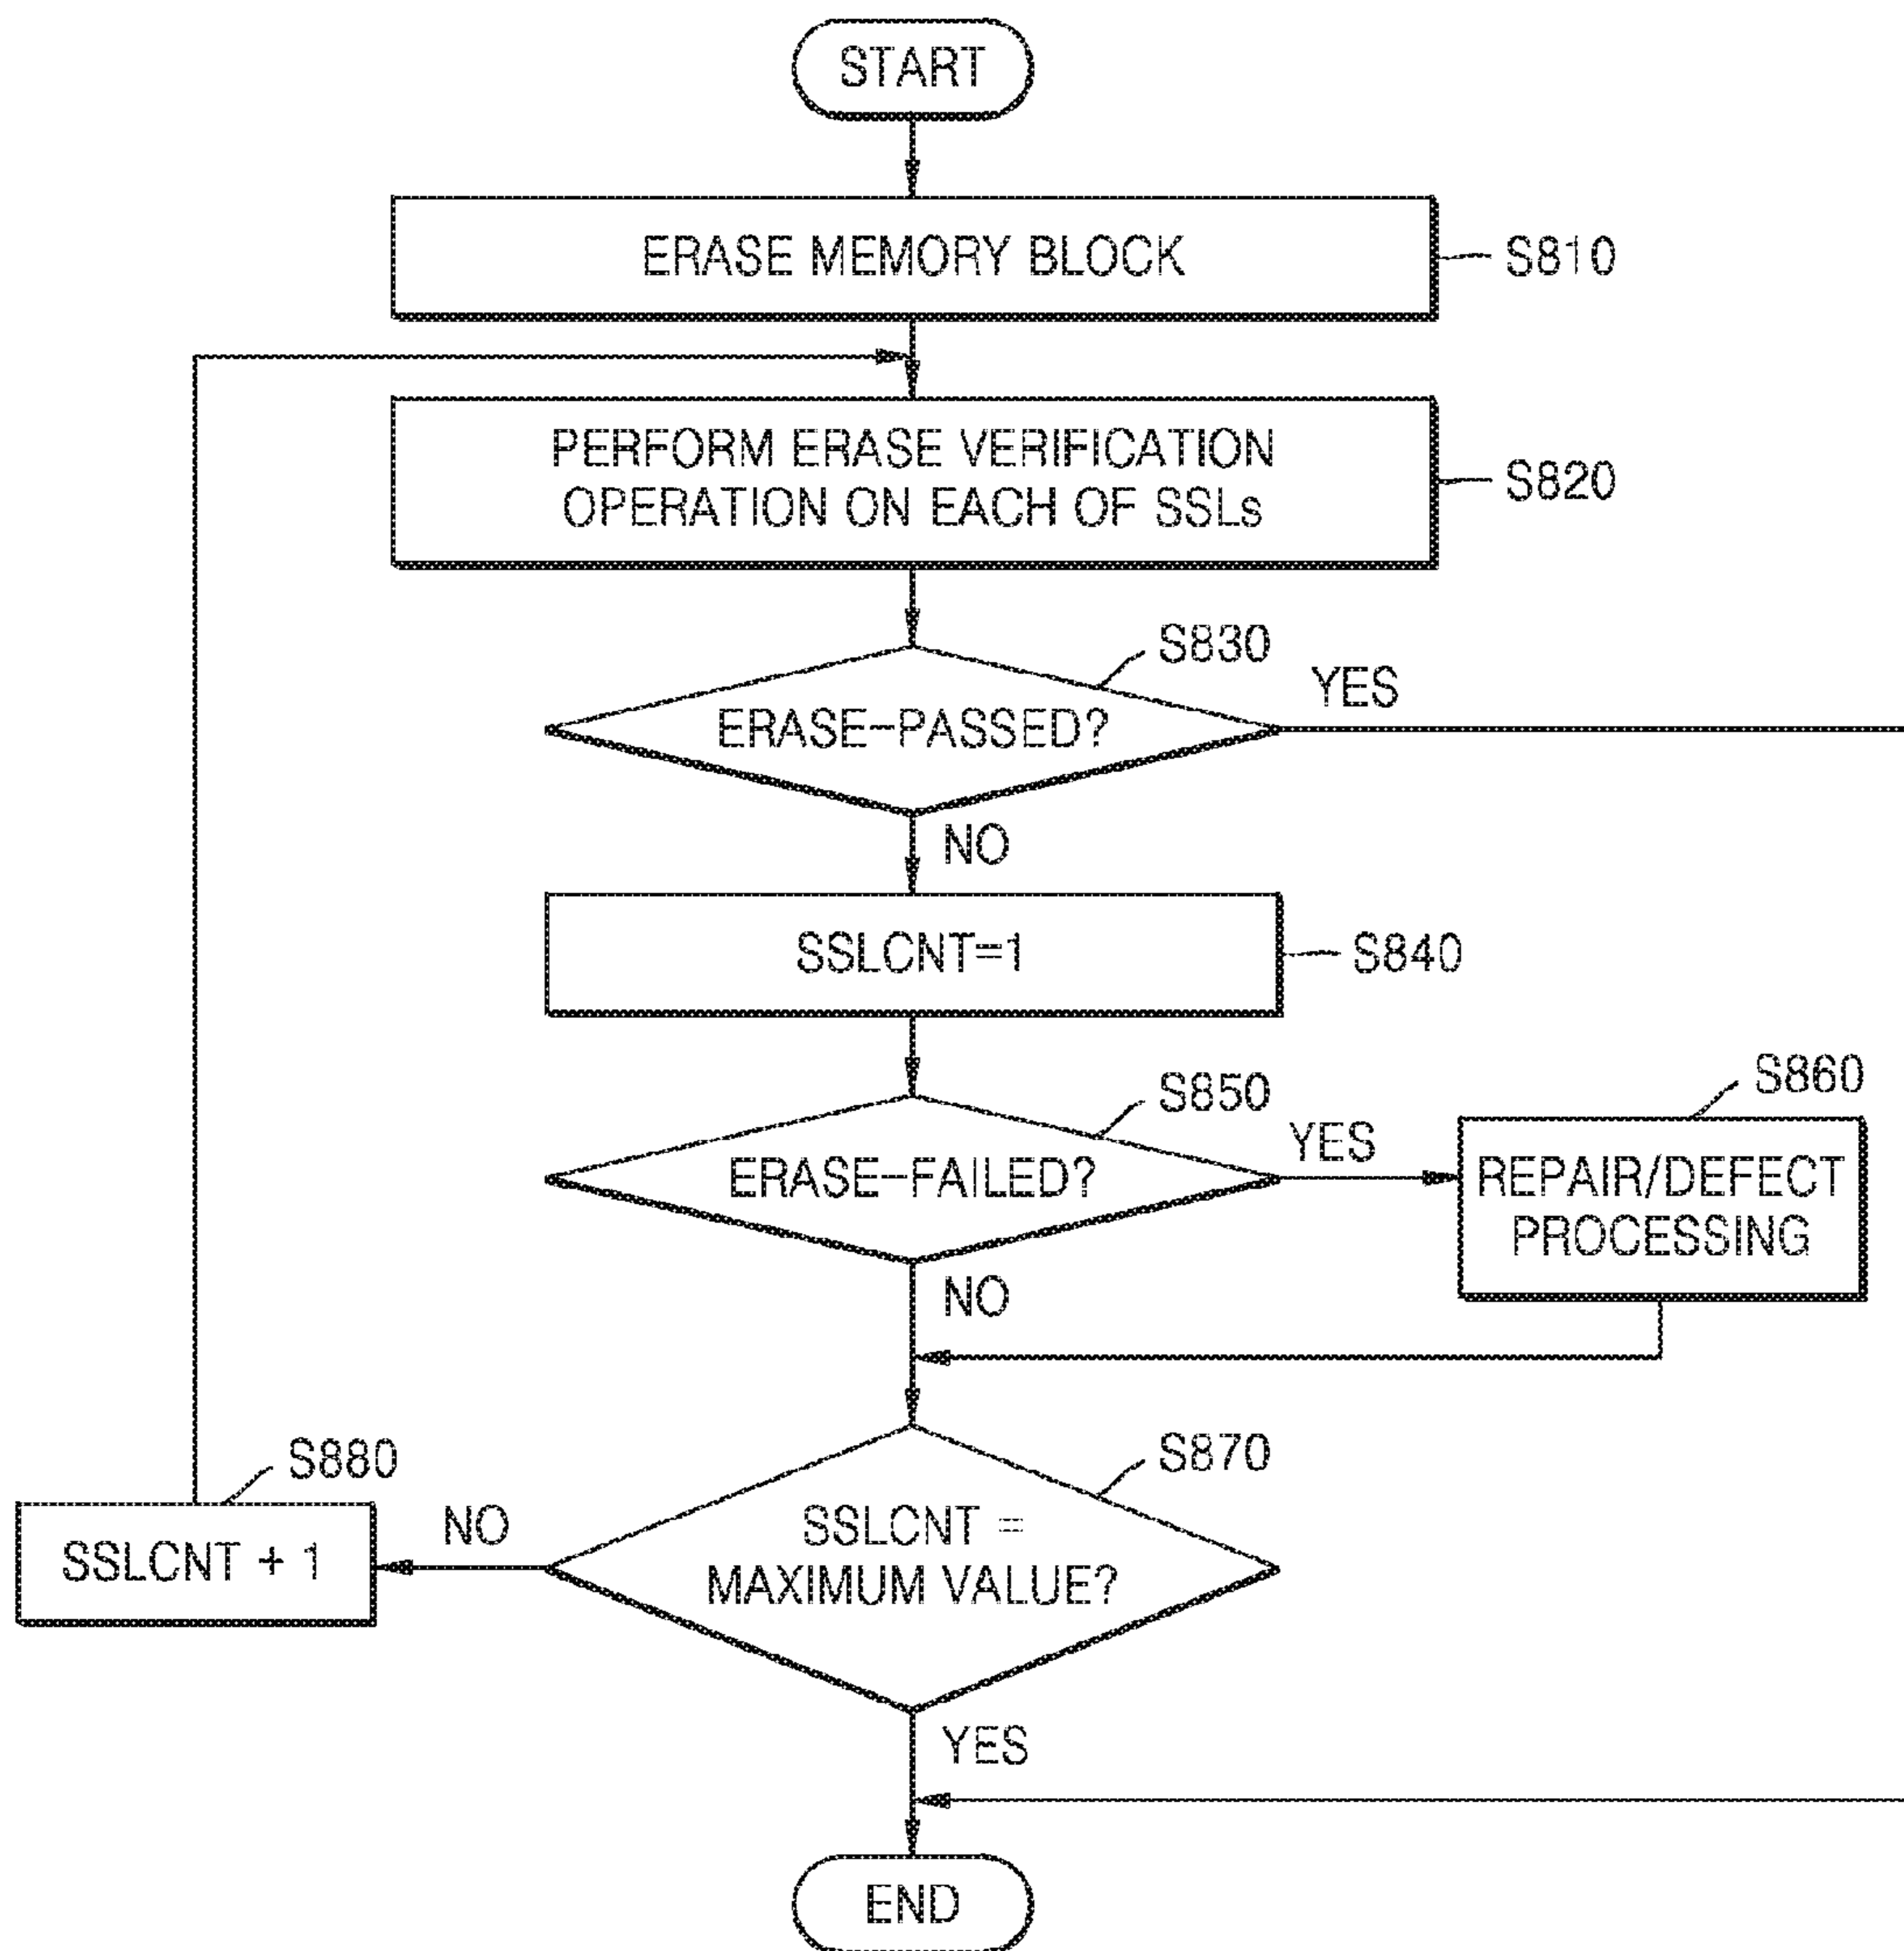 START
ERASE MEMORY BLOCK
S810
PERFORM ERASE VERIFICATION
OPERATION ON EACH OF SSLs
S820
S830
ERASE-PASSED?
YES
NO
SSLCNT=1
S840
S850
ERASE-FAILED?
YES
S860
REPAIR/DEFECT
PROCESSING
NO
S870
SSLCNT =
MAXIMUM VALUE?
NO
S880
SSLCNT + 1
YES
END